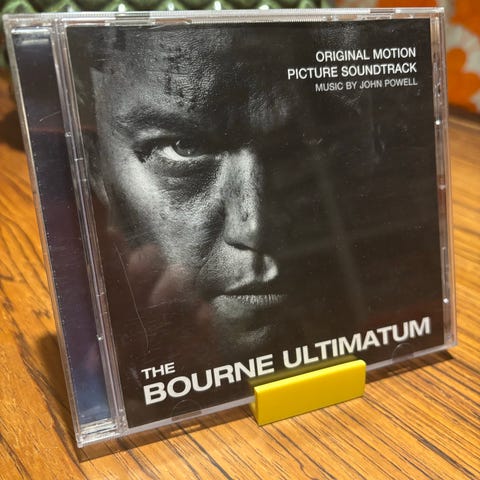 ORIGINAL MOTION
PICTURE SOUNDTRACK
MUSIC BY JOHN POWELL
THE
BOURNE ULTIMATUM